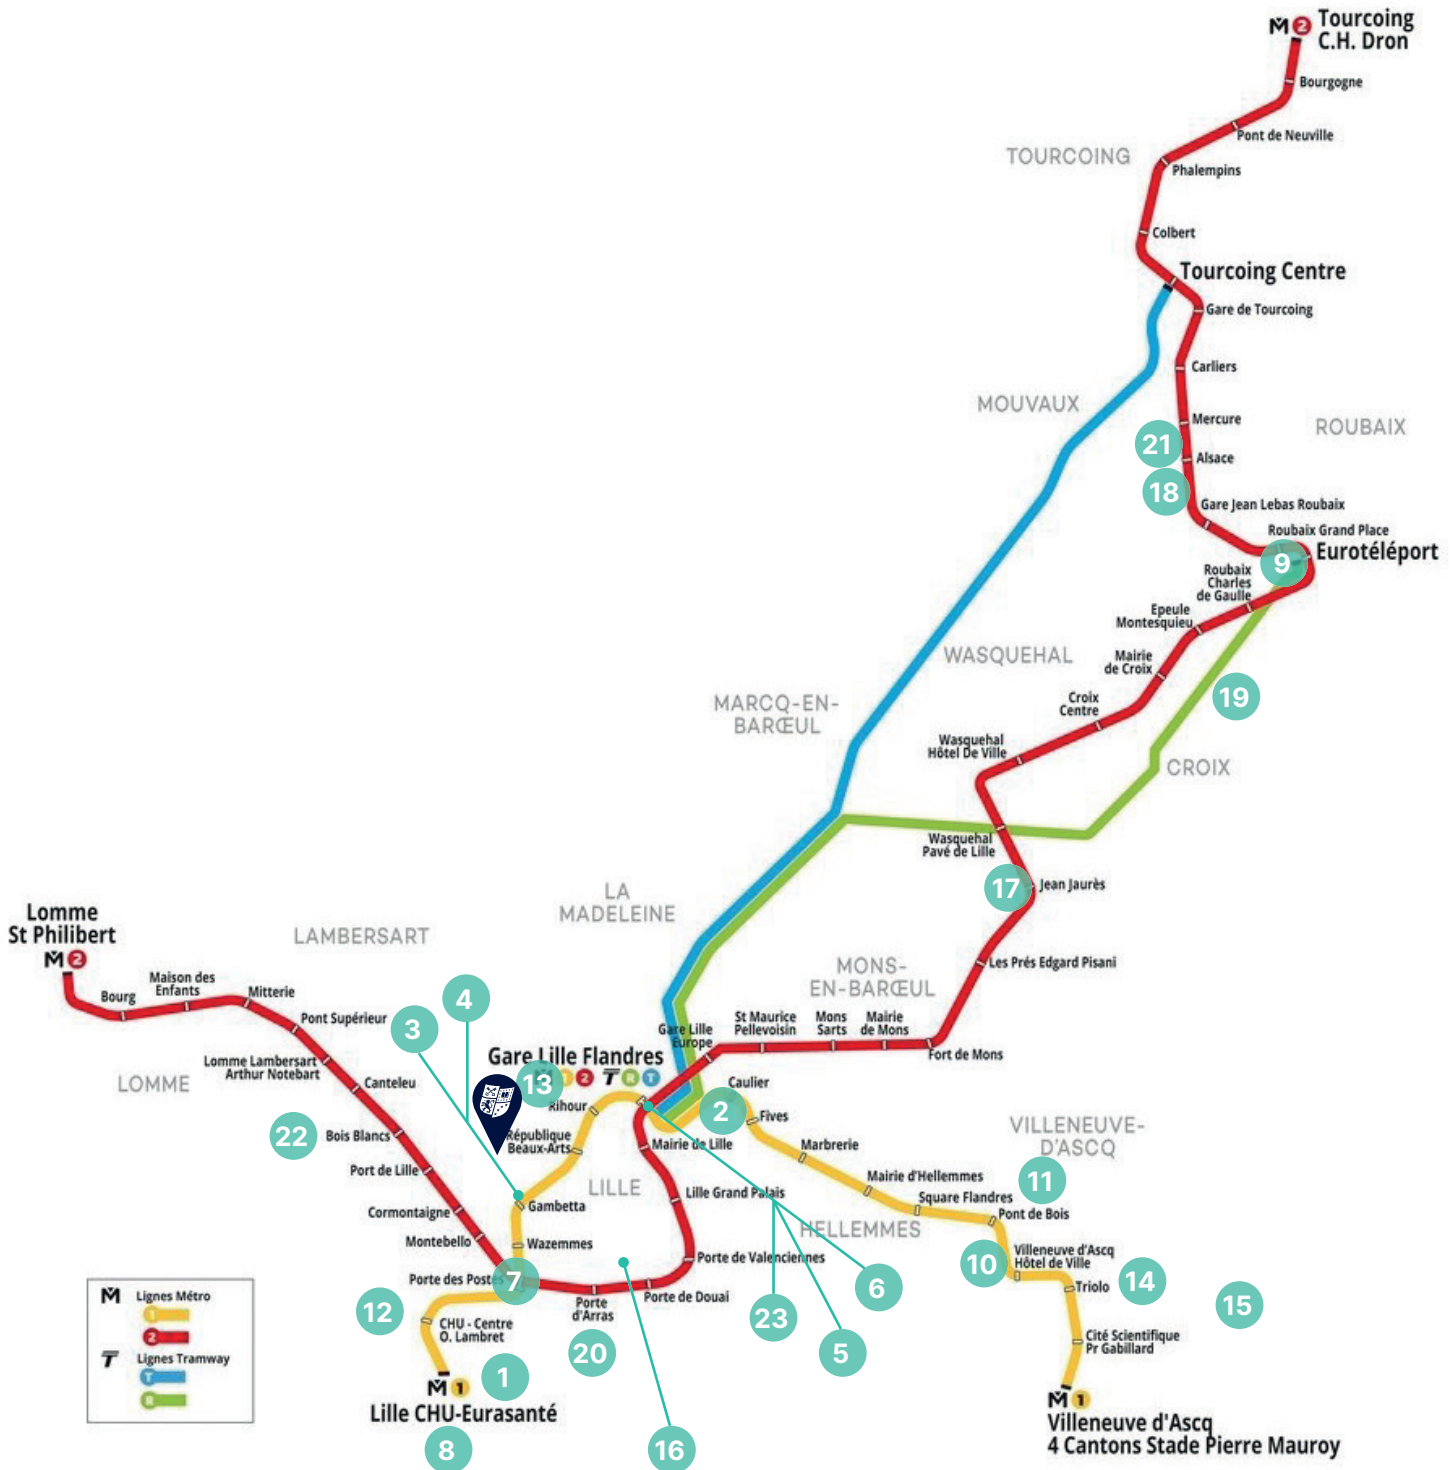 M 2 Tourcoing
C.H. Dron
Bourgogne
Pont de Neuville
TOURCOING
Phalempins
Colbert
Tourcoing Centre
Gare de Tourcoing
Carliers
MOUVAUX
Mercure
ROUBAIX
21
Alsace
18
Gare Jean Lebas Roubaix
Roubaix Grand Place
Eurotéléport
9
Roubaix
Charles
de Gaulle
Epeule
Montesquieu
WASQUEHAL
Mairie
de Croix
19
Croix
Centre
MARCQ-EN-
BARŒUL
Wasquehal
Hôtel De Ville
CROIX
Wasquehal
Pavé de Lille
17
Jean Jaurès
LA
MADELEINE
Lomme
St Philibert
M 2
LAMBERSART
Les Prés Edgard Pisani
MONS-
EN-BARŒUL
Maison des
Enfants
Bourg
Mitterie
Pont Supérieur
4
3
St Maurice
Pellevoisin
Mons
Sarts
Mairie
de Mons
Gare Lille
Europe
Fort de Mons
Gare Lille Flandres
1 2 T R T
13
Lomme Lambersart
Arthur Notebart
LOMME
Canteleu
Caulier
Rihour
2
Fives
22
Bois Blancs
République
Beaux-Arts
Mairie de Lille
Marbrerie
VILLENEUVE-
D'ASCQ
Port de Lille
LILLE
Lille Grand Palais
Mairie d'Hellemmes
11
Square Flandres
Cormontaigne
Gambetta
Pont de Bois
HELLEMMES
Montebello
Wazemmes
Porte de Valenciennes
10
Villeneuve d'Ascq
Hôtel de Ville
Porte des Postes
7
6
Triolo
14
Porte
d'Arras
Porte de Douai
12
CHU - Centre
O. Lambret
23
15
20
5
Cité Scientifique
Pr Gabillard
1
M 1
Lille CHU-Eurasanté
M 1
Villeneuve d'Ascq
4 Cantons Stade Pierre Mauroy
8
16
M Lignes Métro
1
2
T Lignes Tramway
T
R